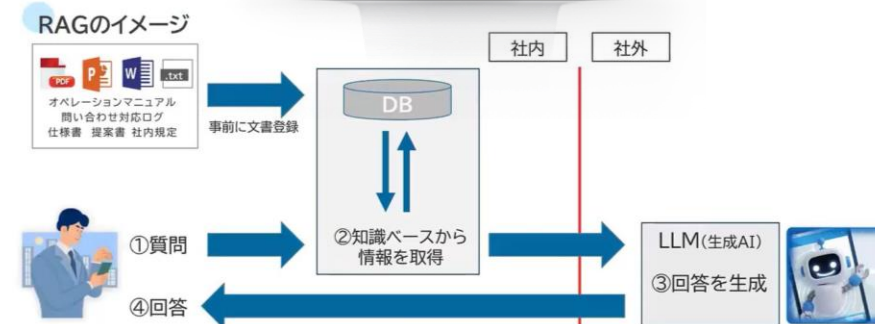 RAGのイメージ
社内
社外
PDF
P
W
.txt
オペレーションマニュアル
問い合わせ対応ログ
仕様書 提案書 社内規定
事前に文書登録
DB
①質問
②知識ベースから
情報を取得
LLM(生成AI)
③回答を生成
④回答